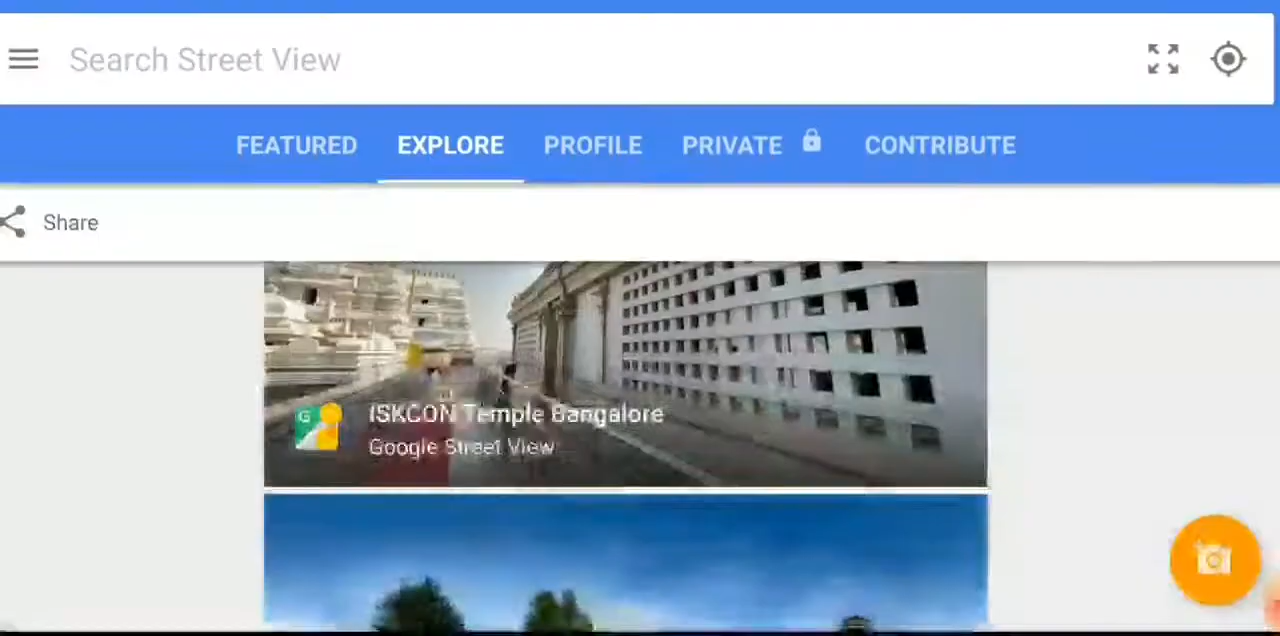 Search Street View
FEATURED EXPLORE PROFILE PRIVATE CONTRIBUTE
Share
ISKCON Temple Bangalore
Google Street View
G